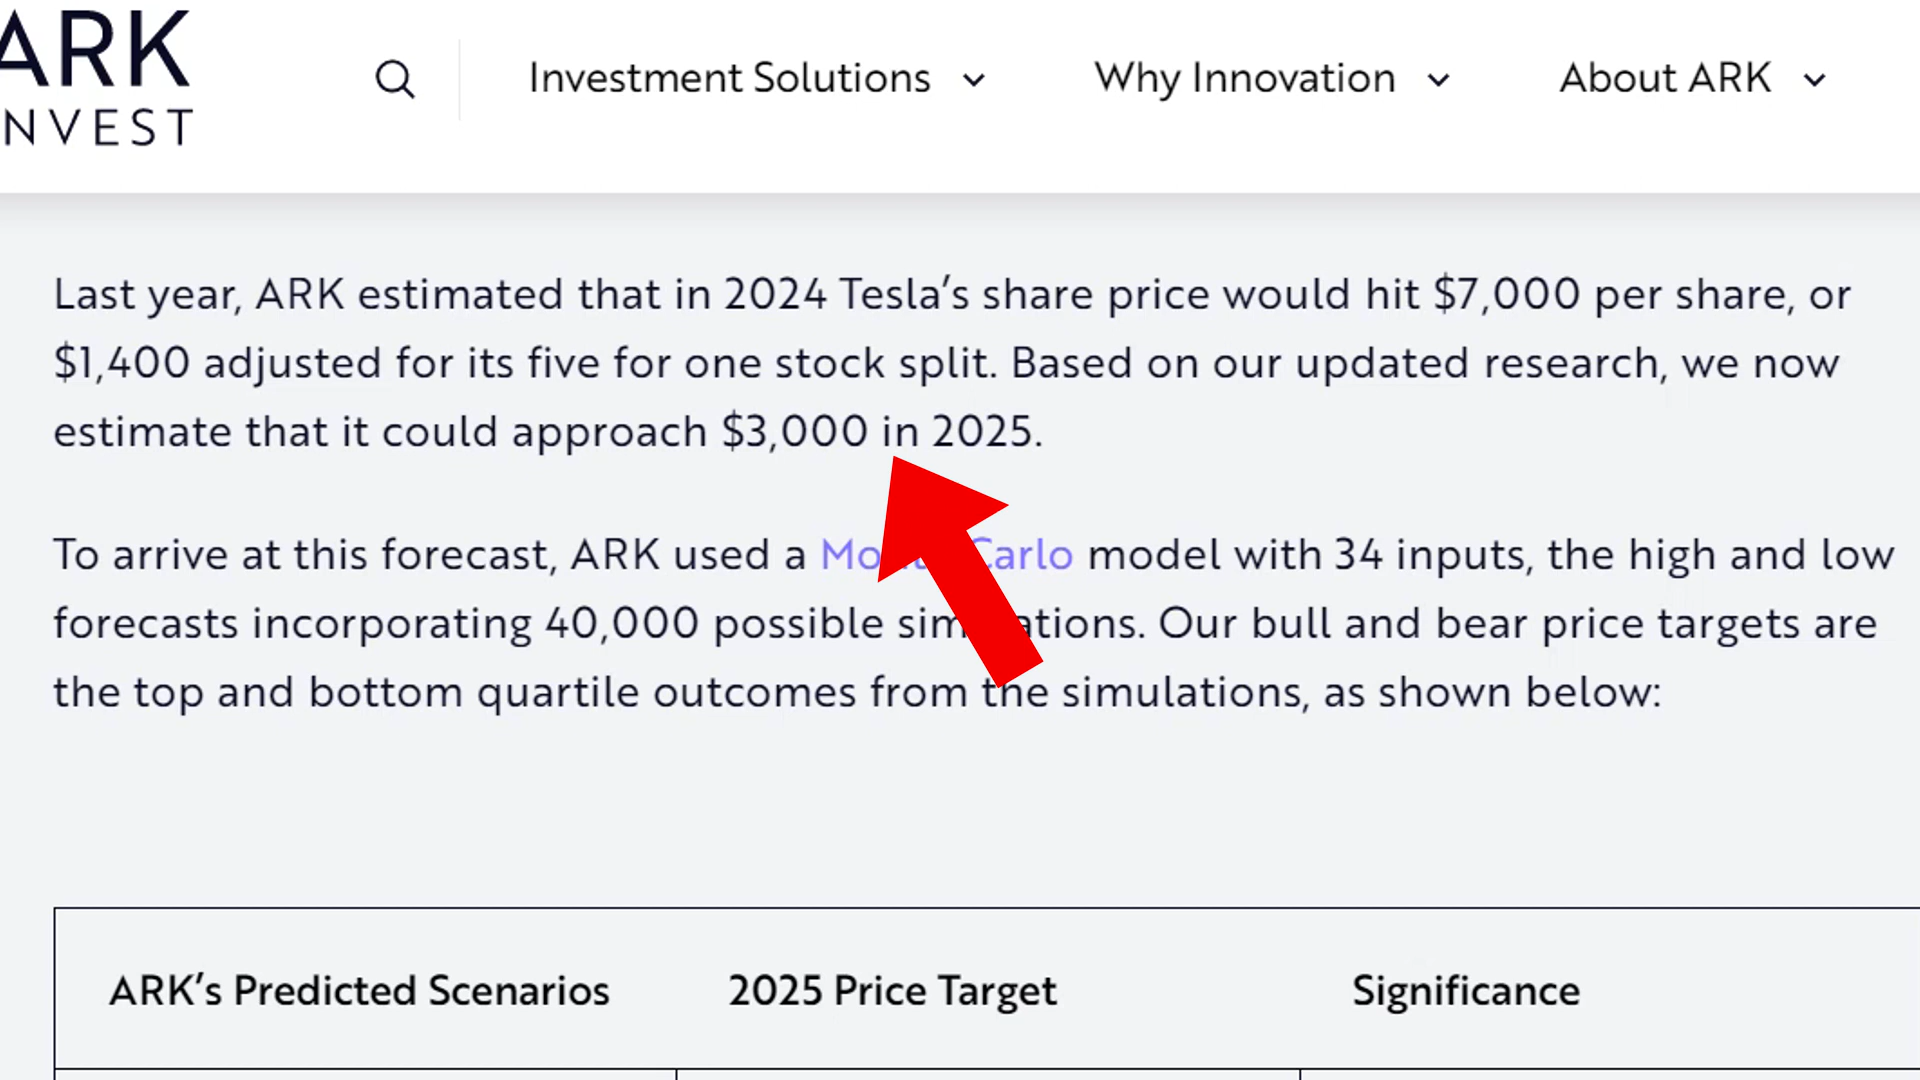 ARK
INVEST
Investment Solutions
Why Innovation
About ARK
Last year, ARK estimated that in 2024 Tesla’s share price would hit $7,000 per share, or
$1,400 adjusted for its five for one stock split. Based on our updated research, we now
estimate that it could approach $3,000 in 2025.
To arrive at this forecast, ARK used a Monte Carlo model with 34 inputs, the high and low
forecasts incorporating 40,000 possible simulations. Our bull and bear price targets are
the top and bottom quartile outcomes from the simulations, as shown below:
ARK’s Predicted Scenarios
2025 Price Target
Significance